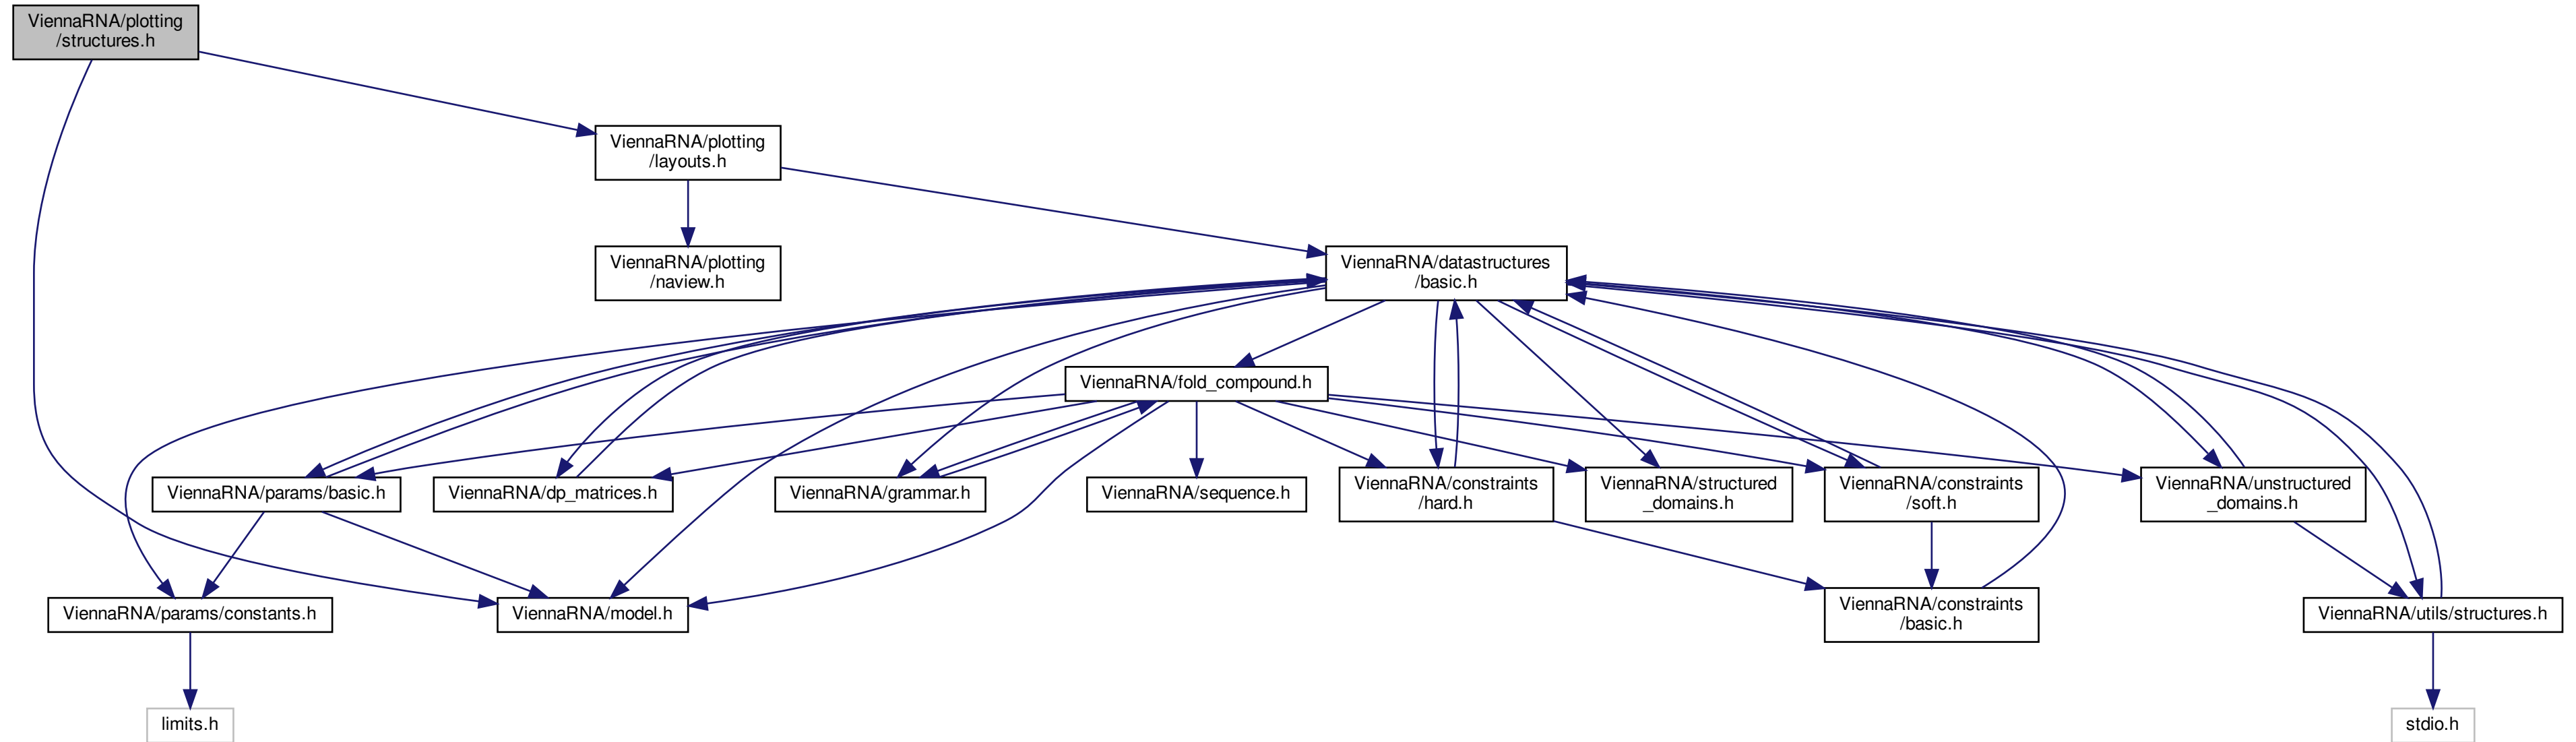 ViennaRNA/plotting
/structures.h
ViennaRNA/plotting
/layouts.h
ViennaRNA/plotting
/naview.h
ViennaRNA/datastructures
/basic.h
ViennaRNA/fold_compound.h
ViennaRNA/params/basic.h
ViennaRNA/dp_matrices.h
ViennaRNA/grammar.h
ViennaRNA/sequence.h
ViennaRNA/constraints
/hard.h
ViennaRNA/structured
_domains.h
ViennaRNA/constraints
/soft.h
ViennaRNA/unstructured
_domains.h
ViennaRNA/params/constants.h
ViennaRNA/model.h
ViennaRNA/constraints
/basic.h
ViennaRNA/utils/structures.h
limits.h
stdio.h